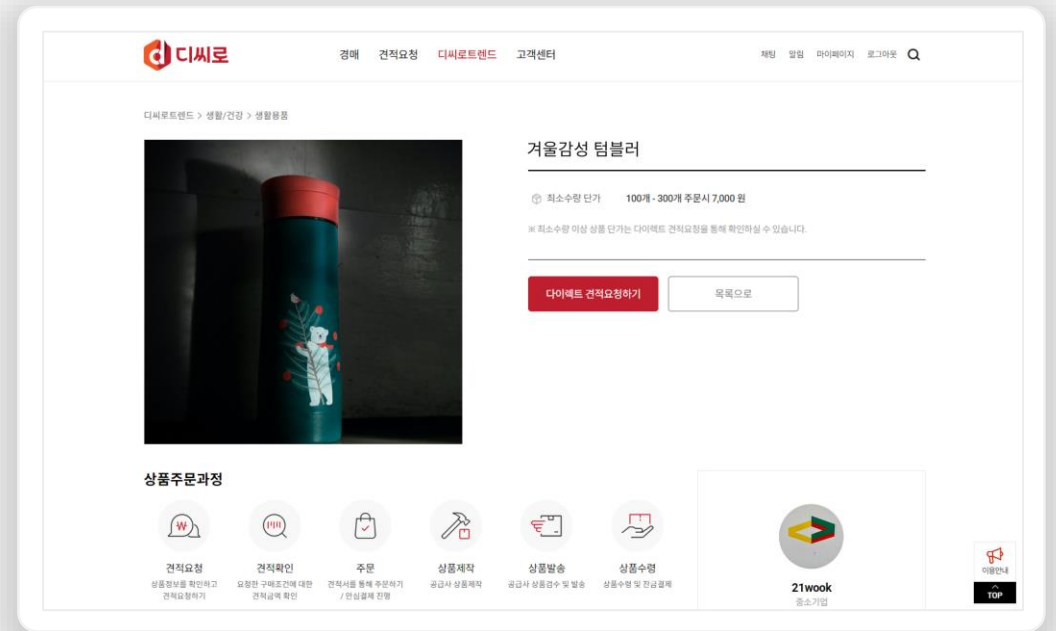 디씨로
경매 견적요청 디씨로트렌드 고객센터
채팅 알림 마이페이지 로그아웃
디씨로트렌드 > 생활/건강 > 생활용품
겨울감성 텀블러
최소수량 단가 100개 - 300개 주문시 7,000 원
※ 최소수량 이상 상품 단가는 다이렉트 견적요청을 통해 확인하실 수 있습니다.
다이렉트 견적요청하기
목록으로
상품주문과정
견적요청
상품정보를 확인하고
견적요청하기
견적확인
요청한 구매조건에 대한
견적금액 확인
주문
견적서를 통해 주문하기
/ 안심결제 진행
상품제작
공급사 상품제작
상품발송
공급사 상품검수 및 발송
상품수령
상품수령 및 잔금결제
21wook
중소기업
이용안내
TOP